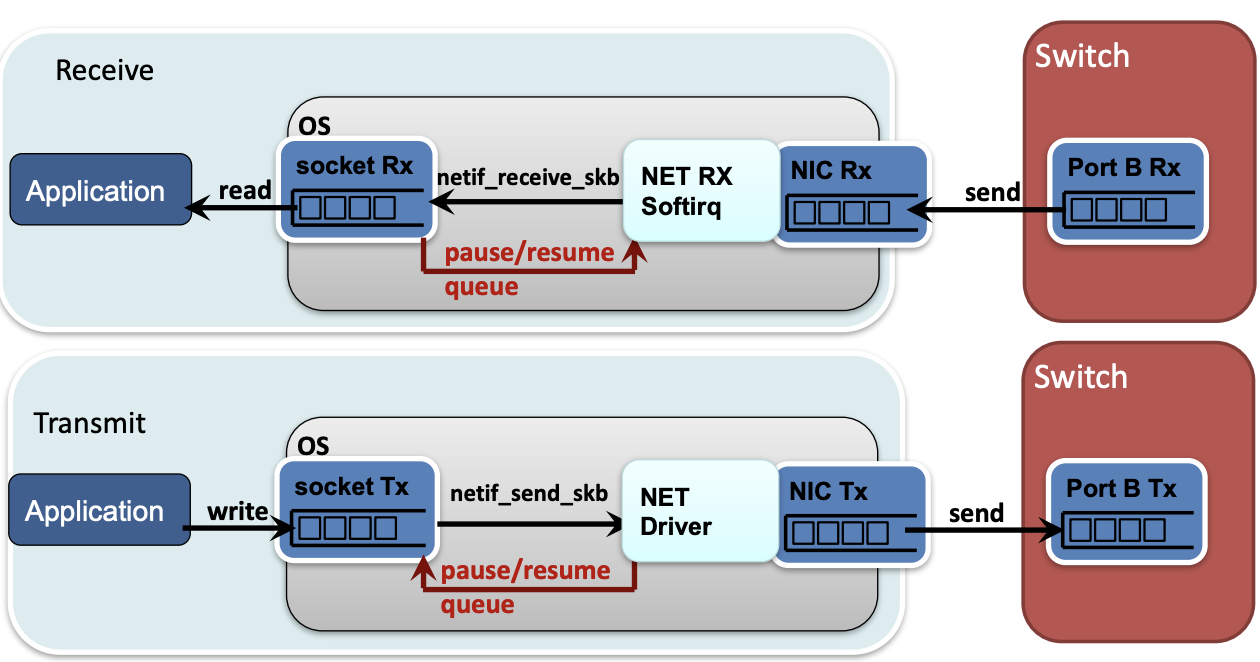 Receive
Switch
OS
Application
read
socket Rx
netif_receive_skb
NET RX
Softirq
NIC Rx
send
Port B Rx
pause/resume
queue
Transmit
Switch
OS
Application
write
socket Tx
netif_send_skb
NET
Driver
NIC Tx
send
Port B Tx
pause/resume
queue